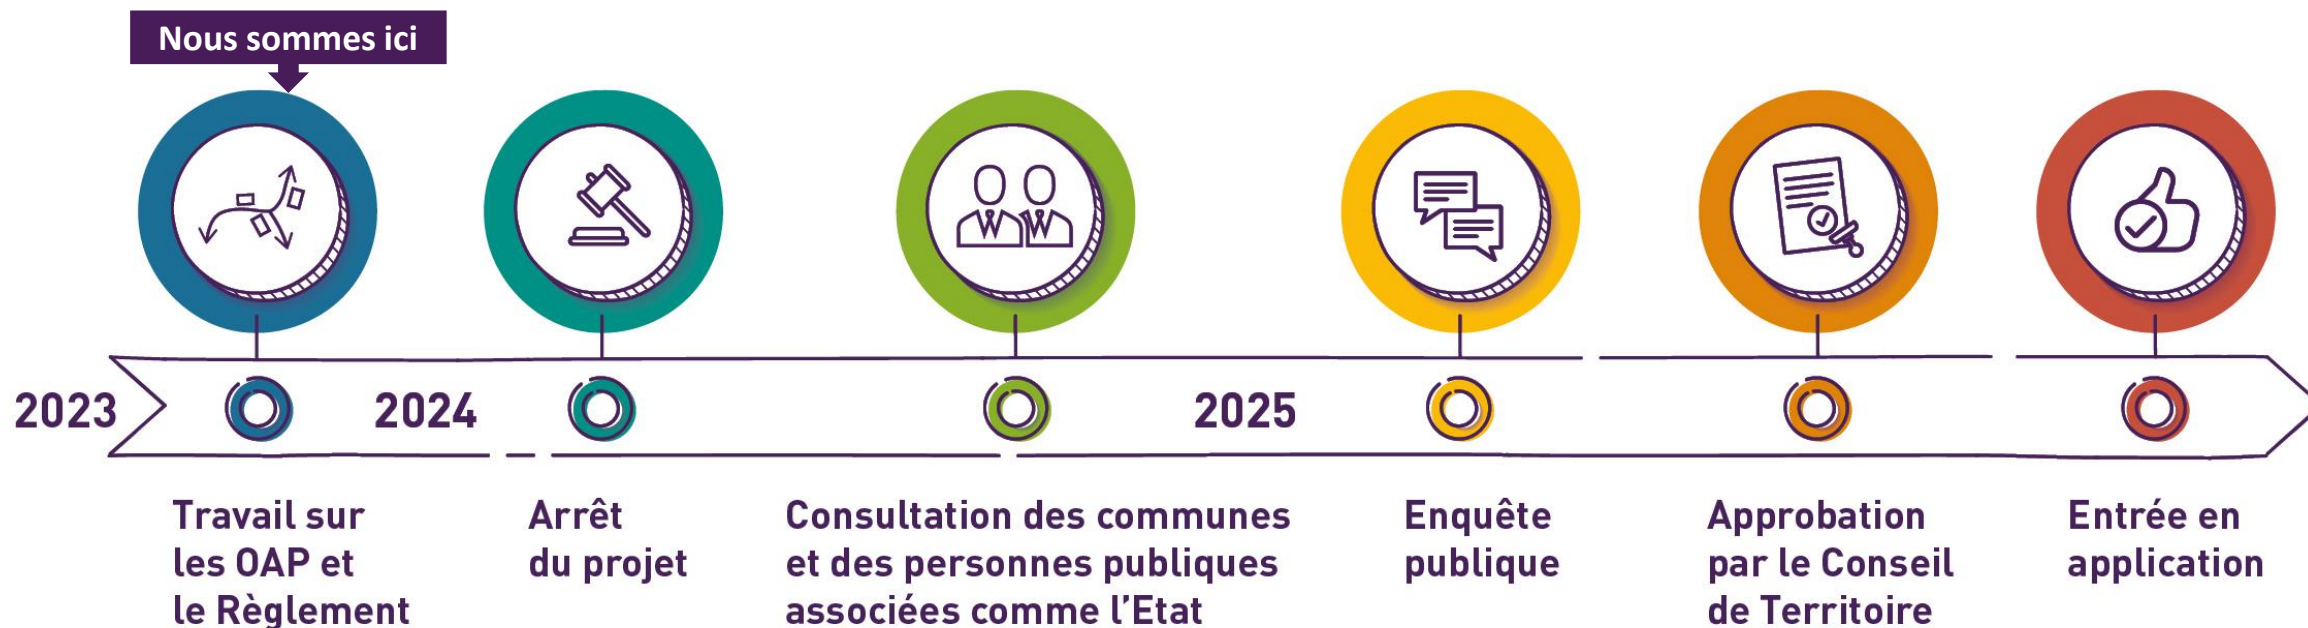 Nous sommes ici
2023
2024
2025
Travail sur
les OAP et
le Règlement
Arrêt
du projet
Consultation des communes
et des personnes publiques
associées comme l'Etat
Enquête
publique
Approbation
par le Conseil
de Territoire
Entrée en
application